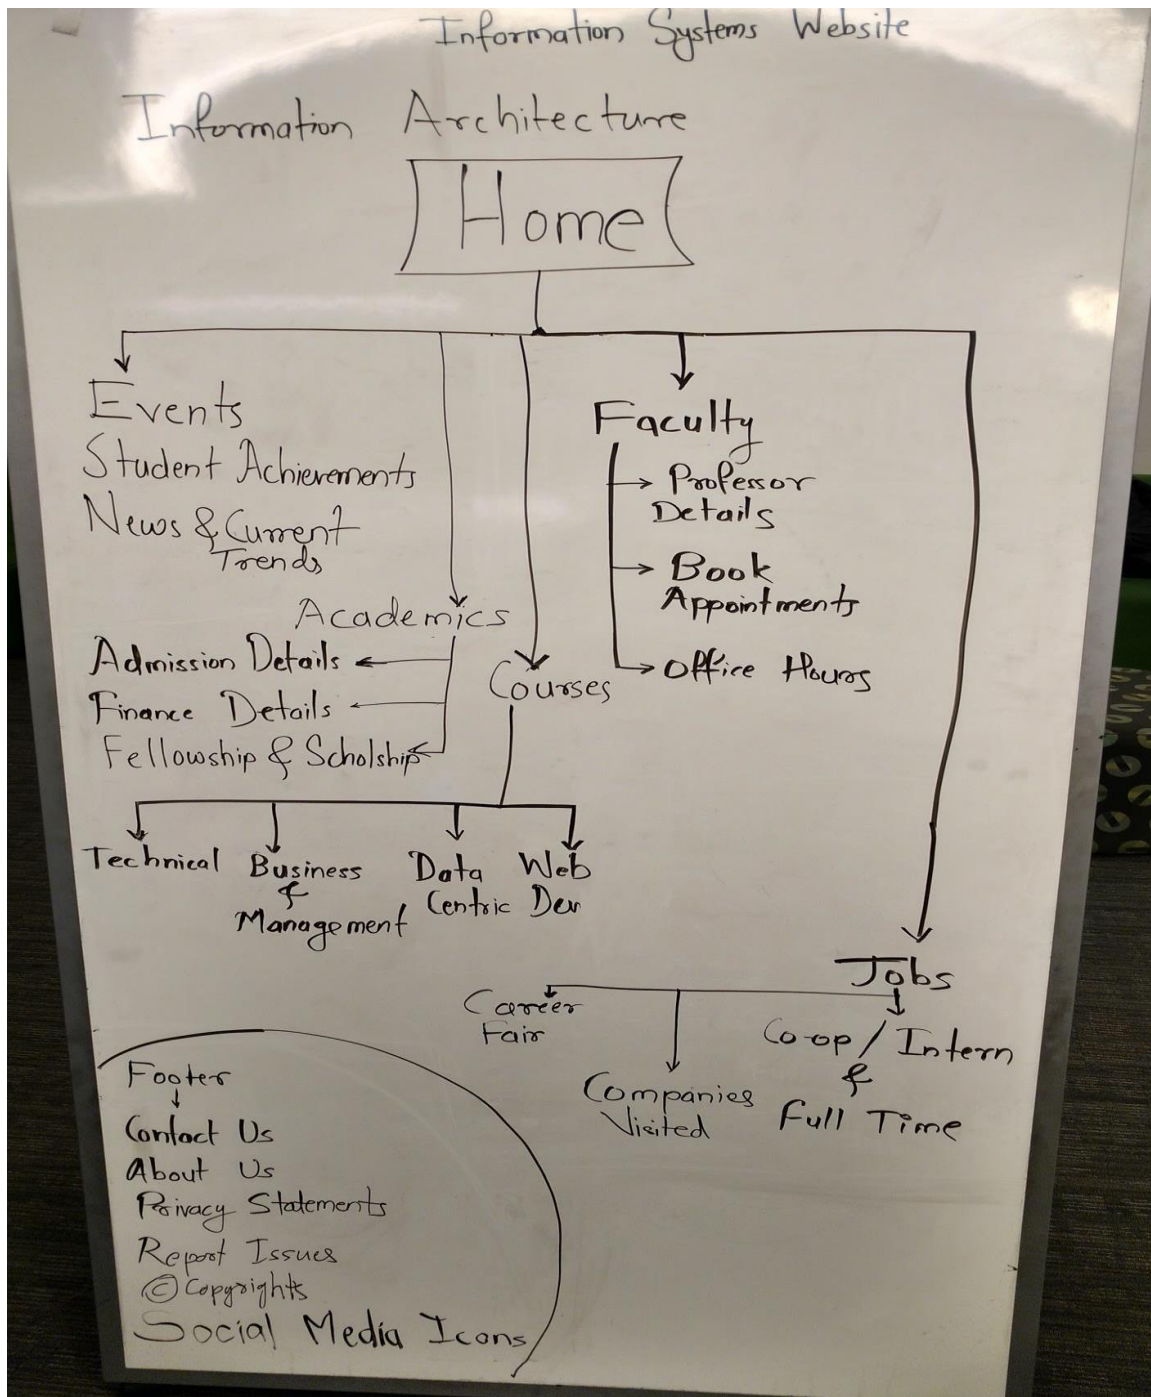 Information Systems Website
Information Architecture
Home
Events
Student Achievements
News & Current
Trends
Academics
Admission Details
Finance Details
Fellowship & Scholship
Courses
Technical
Business
&
Management
Data
Centric
Web
Dev
Faculty
Professor
Details
Book
Appointments
Office Hours
Jobs
Career
Fair
Companies
Visited
Co-op / Intern
&
Full Time
Footer
Contact Us
About Us
Privacy Statements
Report Issues
© Copyrights
Social Media Icons